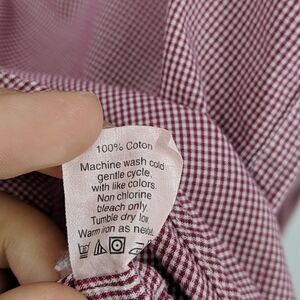 100% Coton
Machine wash cold
gentle cycle,
with like colors.
Non chlorine
bleach only.
Tumble dry low.
Warm iron as needed